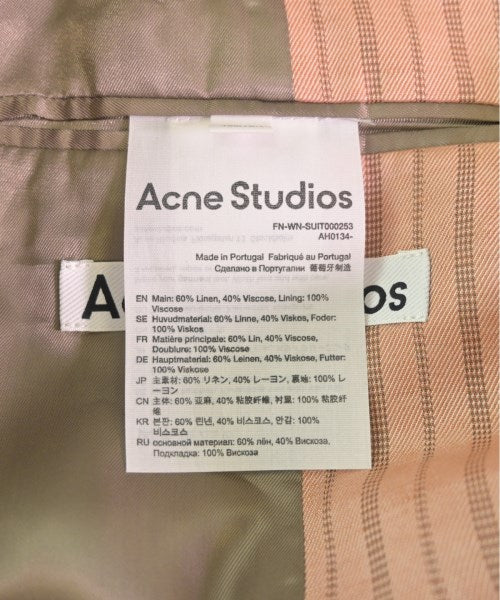 Acne Studios
FN-WN-SUIT000253
AH0134-
Made in Portugal Fabriqué au Portugal
Сделано в Португалии 葡萄牙制造
Ac
os
EN Main: 60% Linen, 40% Viscose, Lining: 100%
Viscose
SE Huvudmaterial: 60% Linne, 40% Viskos, Foder:
100% Viskos
FR Matière principale: 60% Lin, 40% Viscose,
Doublure: 100% Viscose
DE Hauptmaterial: 60% Leinen, 40% Viskose, Futter:
100% Viskose
JP 主素材: 60% リネン, 40% レーヨン, 裏地: 100% レ
ーヨン
CN 主体: 60% 亚麻, 40% 粘胶纤维, 衬里: 100% 粘胶纤
维
KR 본판: 60% 린넨, 40% 비스코스, 안감: 100%
비스코스
RU основной материал: 60% лён, 40% Вискоза,
Подкладка: 100% Вискоза